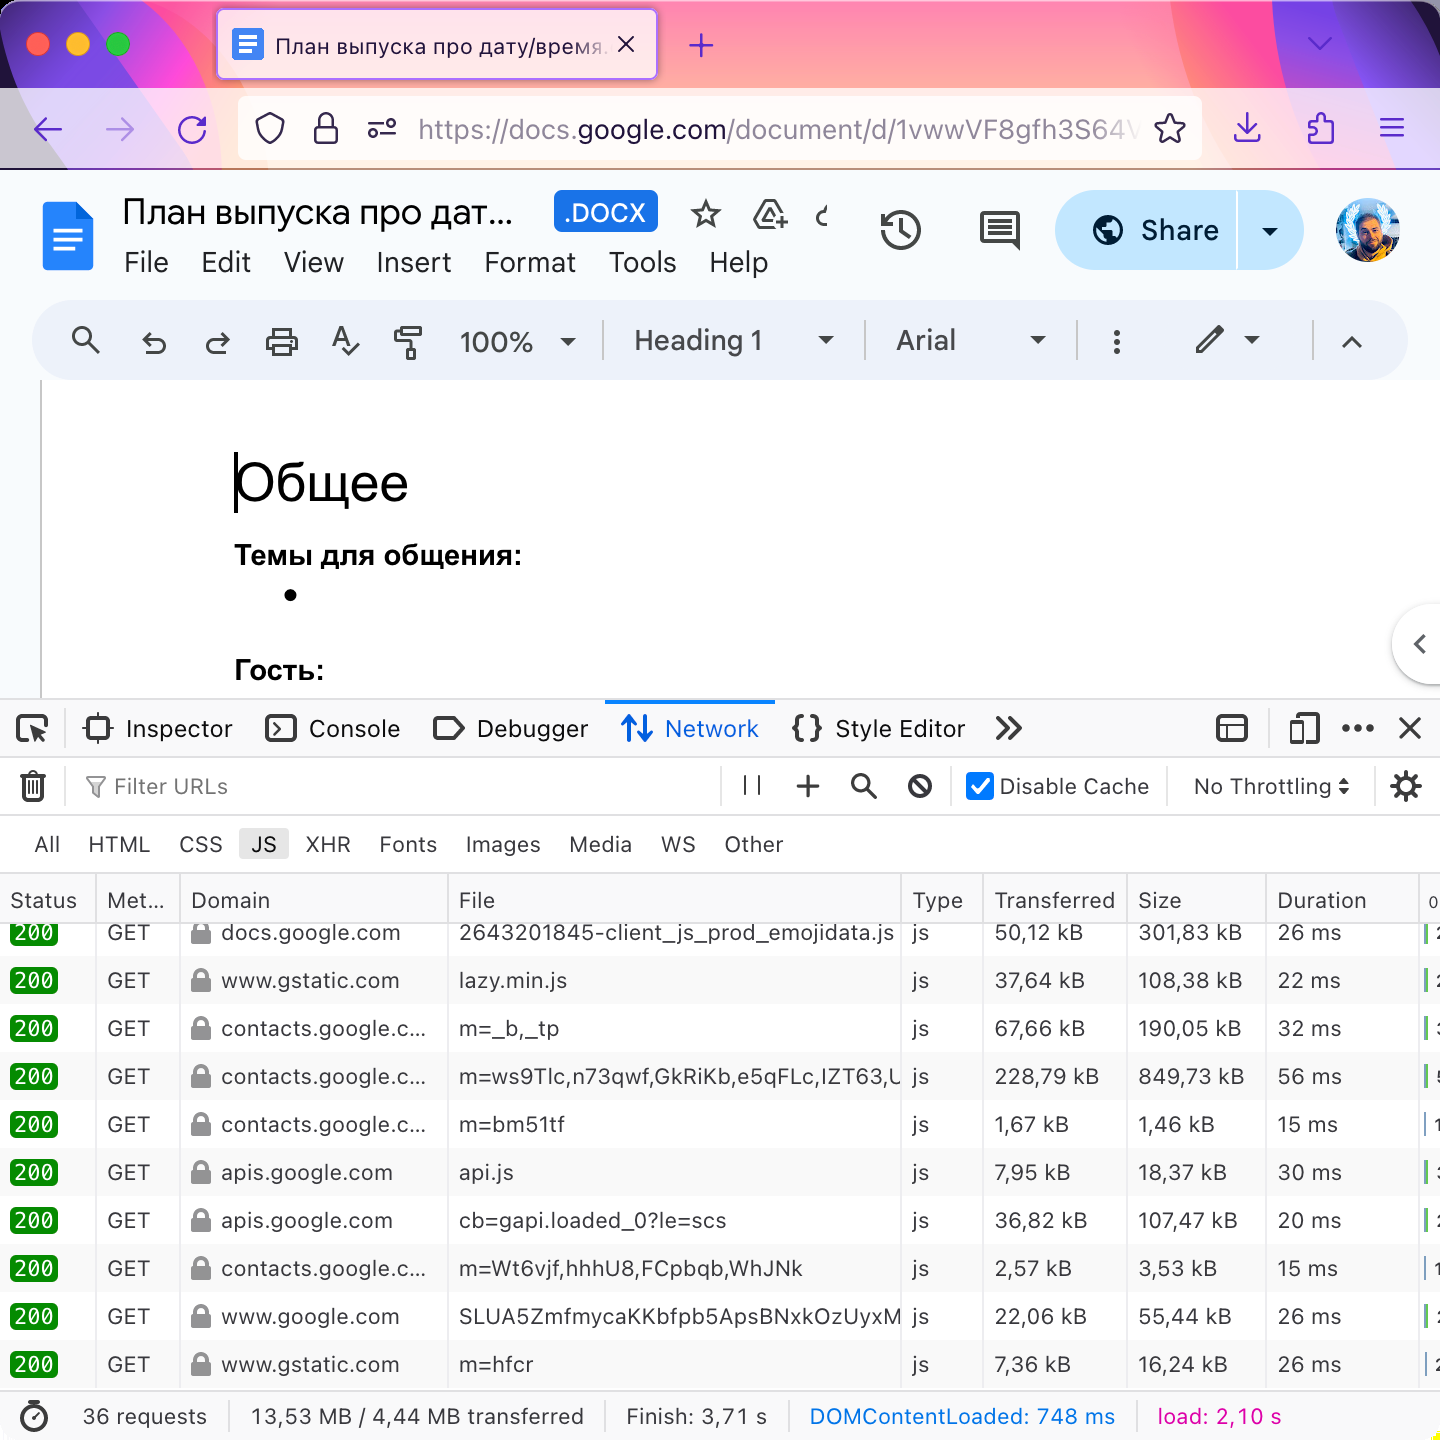 План выпуска про дату/время.
https://docs.google.com/document/d/1vwwVF8gfh3S64V
План выпуска про дат...
.DOCX
Share
File Edit View Insert Format Tools Help
100% Heading 1 Arial
Общее
Темы для общения:
Гость:
Inspector Console Debugger Network Style Editor
Filter URLs Disable Cache No Throttling
All HTML CSS JS XHR Fonts Images Media WS Other
Status Met... Domain File Type Transferred Size Duration 0
200 GET docs.google.com 2643201845-client_js_prod_emojidata.js js 50,12 kB 301,83 kB 26 ms
200 GET www.gstatic.com lazy.min.js js 37,64 kB 108,38 kB 22 ms
200 GET contacts.google.c... m=_b,_tp js 67,66 kB 190,05 kB 32 ms
200 GET contacts.google.c... m=ws9Tlc,n73qwf,GkRiKb,e5qFLc,IZT63,U js 228,79 kB 849,73 kB 56 ms
200 GET contacts.google.c... m=bm51tf js 1,67 kB 1,46 kB 15 ms
200 GET apis.google.com api.js js 7,95 kB 18,37 kB 30 ms
200 GET apis.google.com cb=gapi.loaded_0?le=scs js 36,82 kB 107,47 kB 20 ms
200 GET contacts.google.c... m=Wt6vjf,hhhU8,FCpbqb,WhJNk js 2,57 kB 3,53 kB 15 ms
200 GET www.google.com SLUA5ZmfmycaKKbfpb5ApsBNxkOzUyxM js 22,06 kB 55,44 kB 26 ms
200 GET www.gstatic.com m=hfcr js 7,36 kB 16,24 kB 26 ms
36 requests 13,53 MB / 4,44 MB transferred Finish: 3,71 s DOMContentLoaded: 748 ms load: 2,10 s